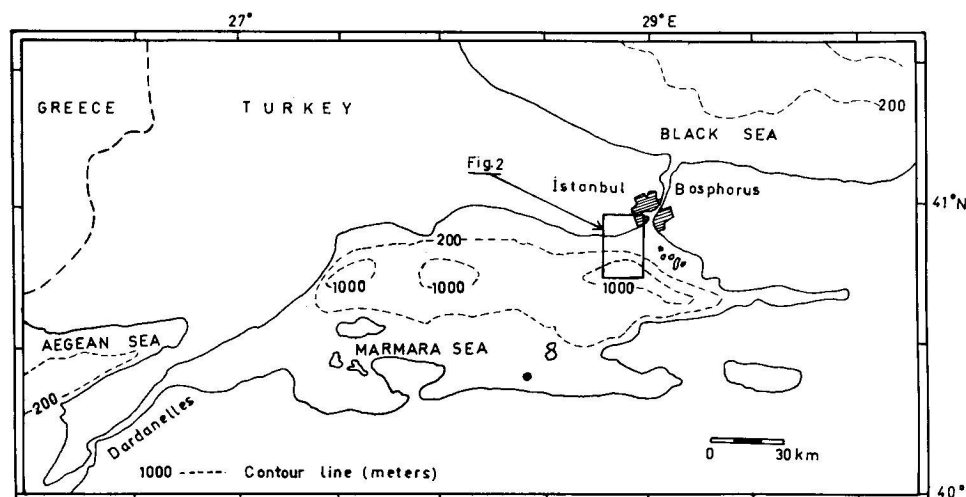 27°
29°E
GREECE
TURKEY
200
BLACK SEA
Fig.2
İstanbul
Bosphorus
41°N
200
1000
1000
1000
AEGEAN SEA
MARMARA SEA
200
Dardanelles
1000 ----- Contour line (meters)
0 30 km
40°